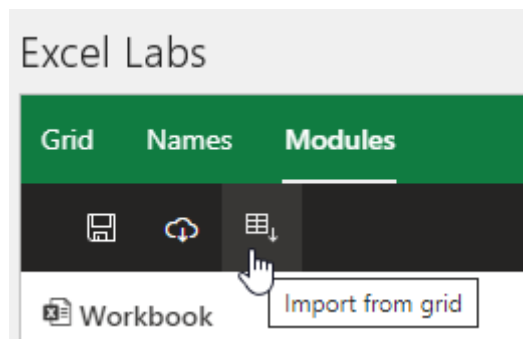 Excel Labs
Grid Names Modules
Import from grid
Workbook